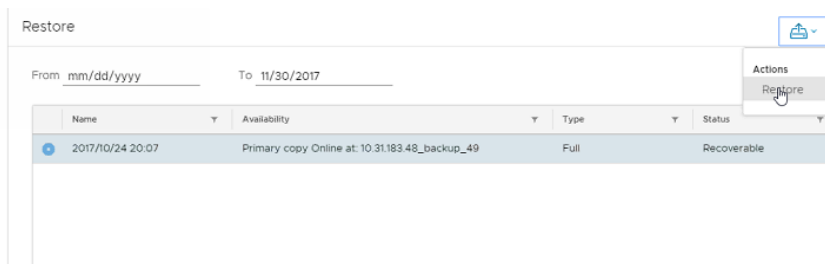 Restore
From mm/dd/yyyy To 11/30/2017
Actions
Restore
Name Availability Type Status
2017/10/24 20:07 Primary copy Online at: 10.31.183.48_backup_49 Full Recoverable